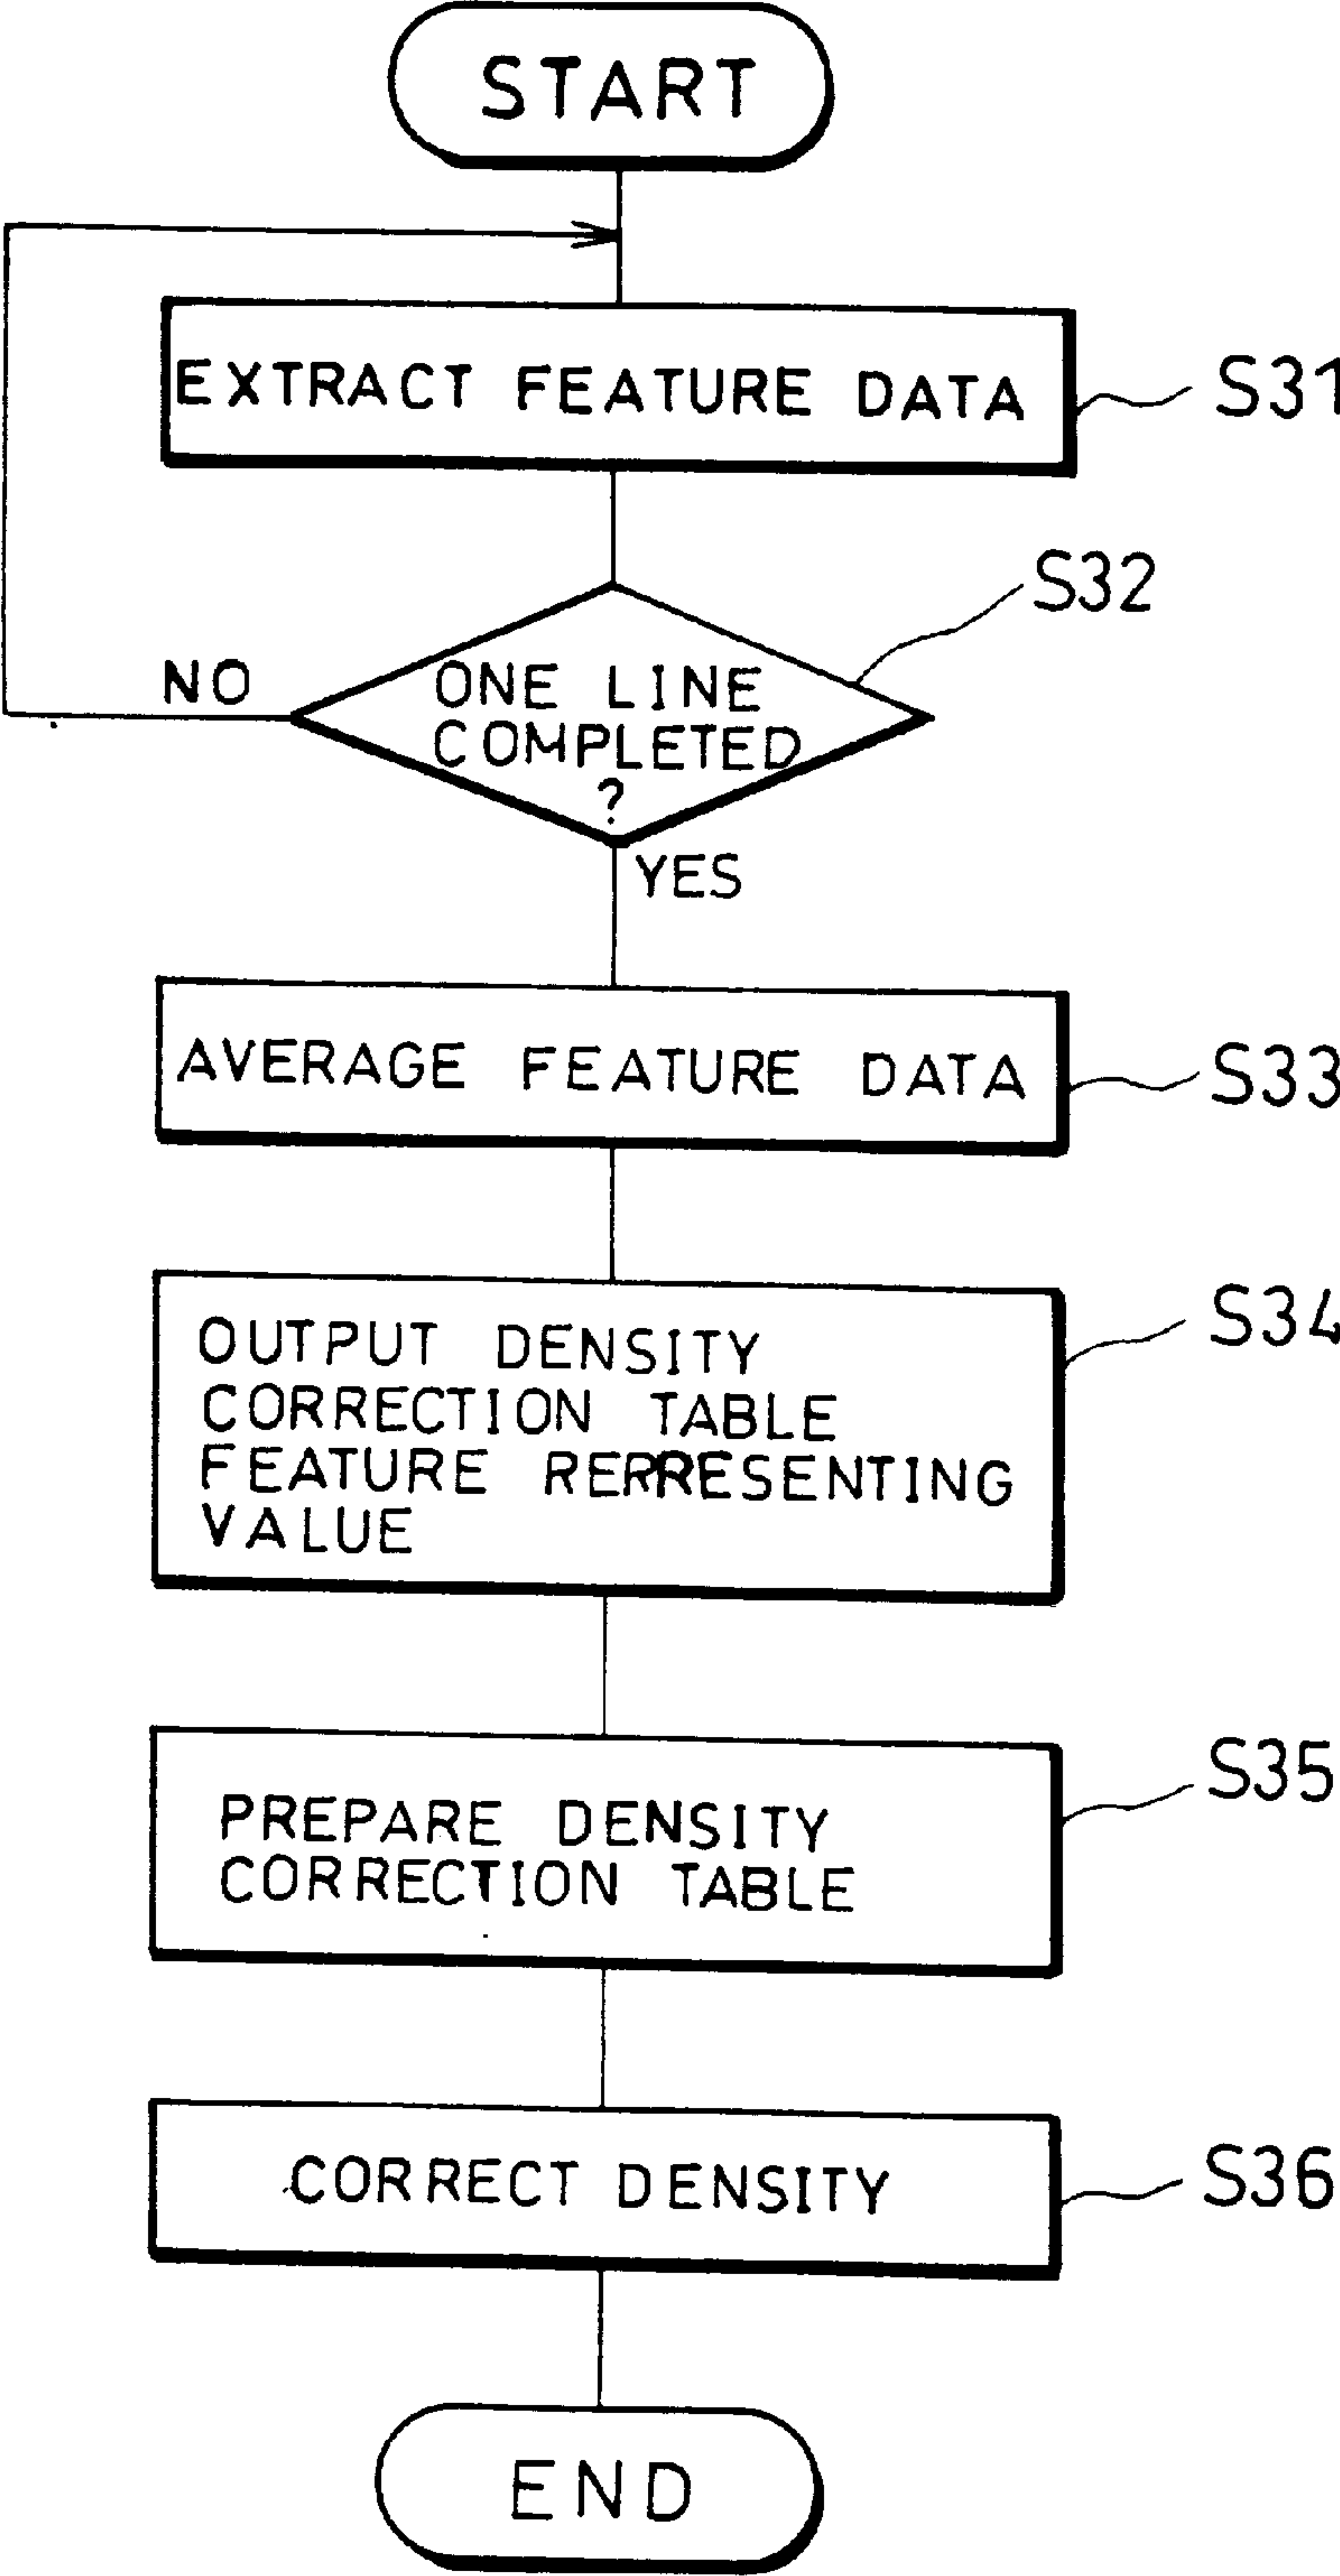 START
EXTRACT FEATURE DATA
S31
S32
ONE LINE
COMPLETED
?
NO
YES
AVERAGE FEATURE DATA
S33
OUTPUT DENSITY
CORRECTION TABLE
FEATURE REPRESENTING
VALUE
S34
PREPARE DENSITY
CORRECTION TABLE
S35
CORRECT DENSITY
S36
END